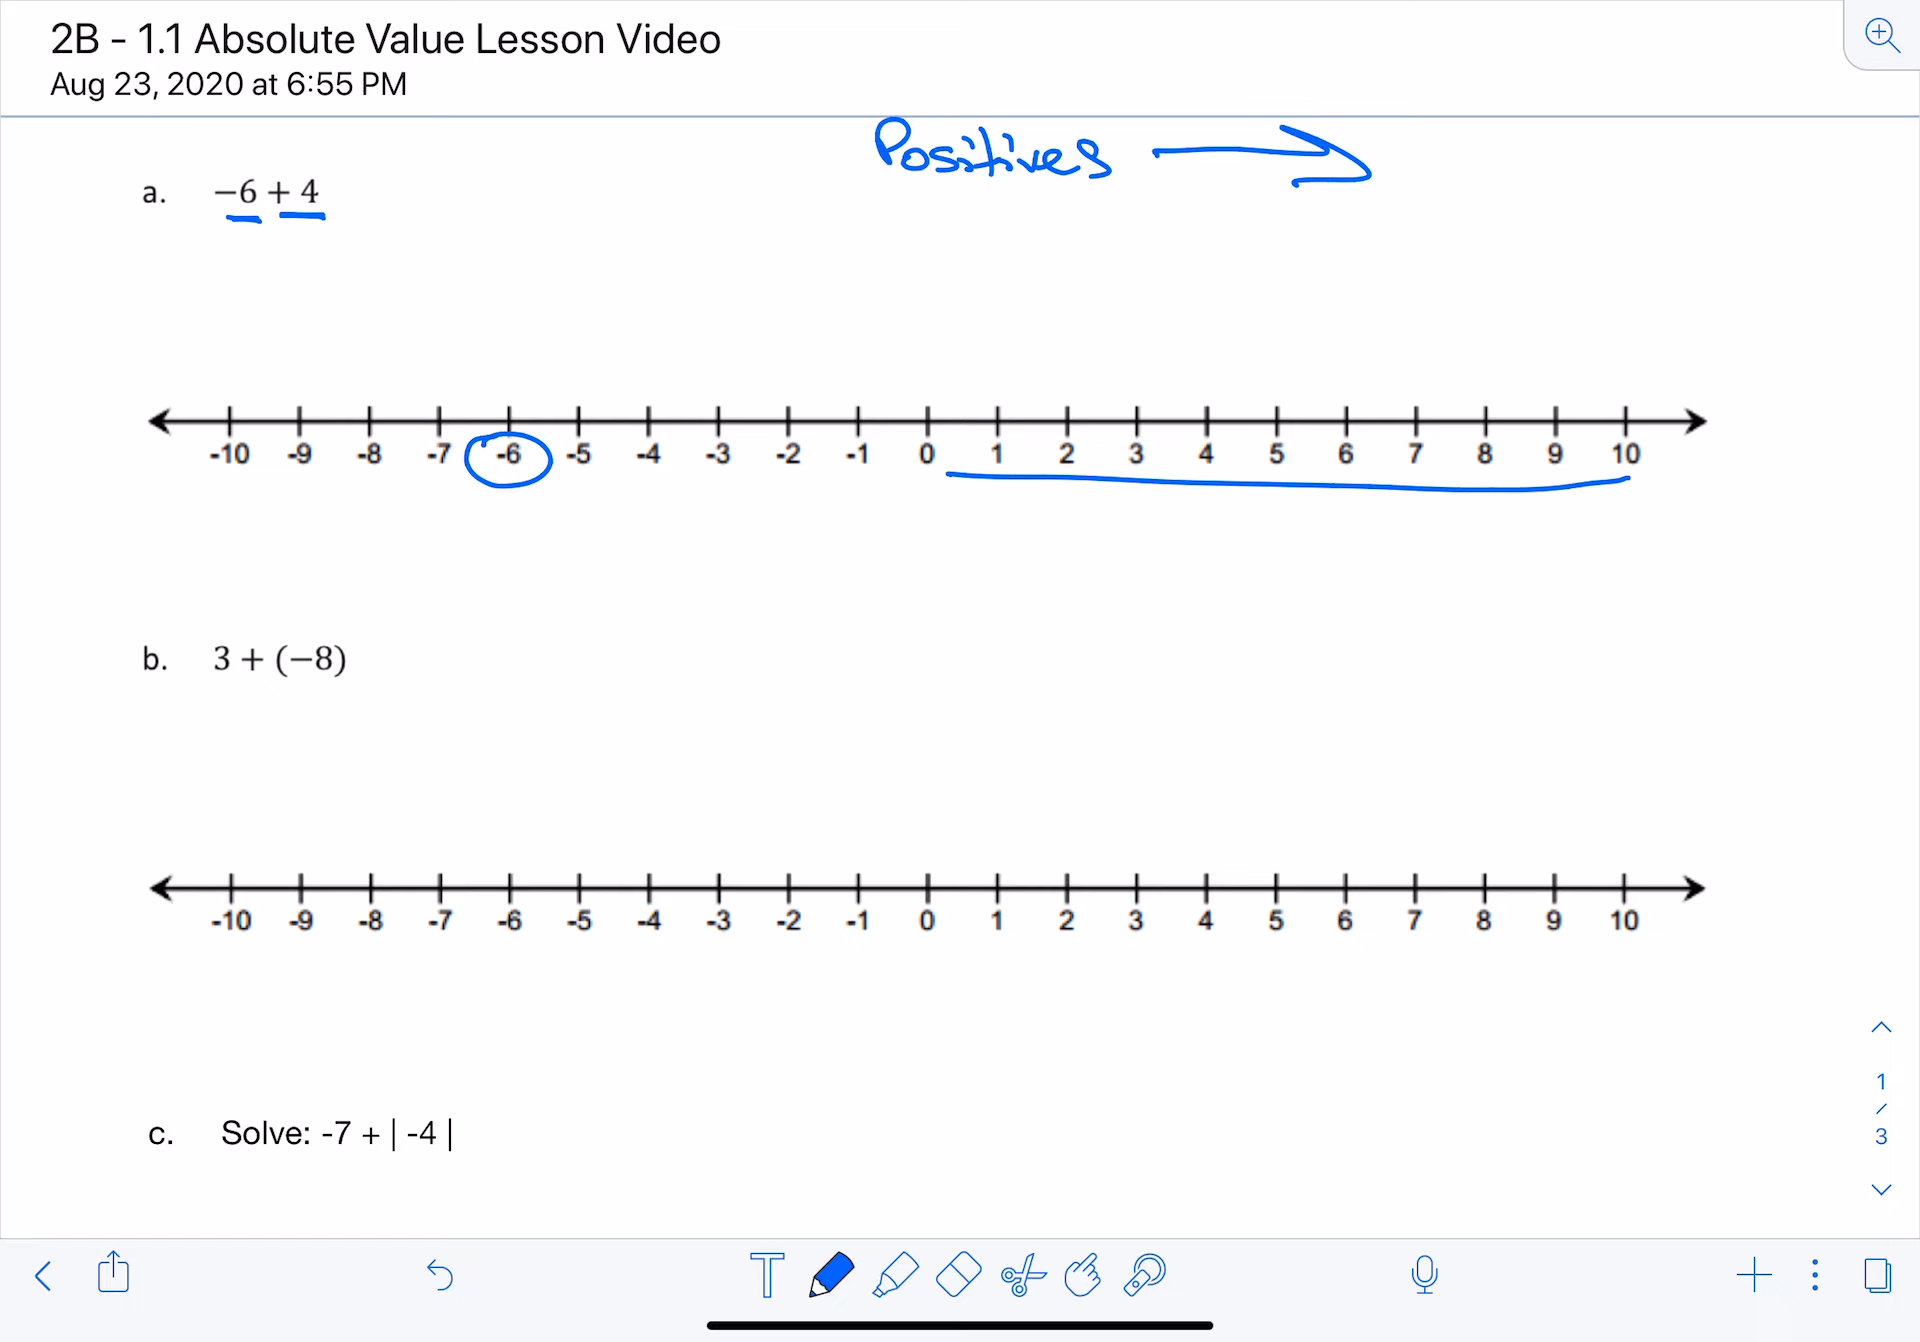 2B - 1.1 Absolute Value Lesson Video
Aug 23, 2020 at 6:55 PM
Positives
a. −6 + 4
-10 -9 -8 -7 -6 -5 -4 -3 -2 -1 0 1 2 3 4 5 6 7 8 9 10
b. 3 + (−8)
-10 -9 -8 -7 -6 -5 -4 -3 -2 -1 0 1 2 3 4 5 6 7 8 9 10
c. Solve: -7 + | -4 |
1
/
3